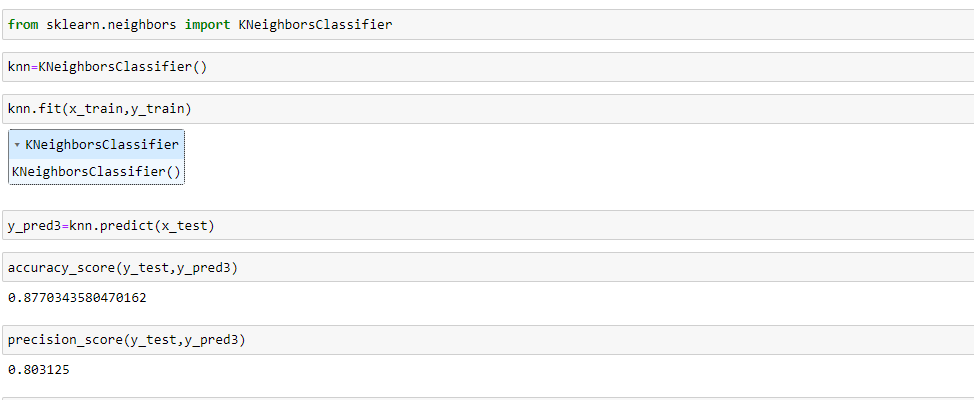 from sklearn.neighbors import KNeighborsClassifier
knn=KNeighborsClassifier()
knn.fit(x_train,y_train)
▾ KNeighborsClassifier
KNeighborsClassifier()
y_pred3=knn.predict(x_test)
accuracy_score(y_test,y_pred3)
0.8770343580470162
precision_score(y_test,y_pred3)
0.803125